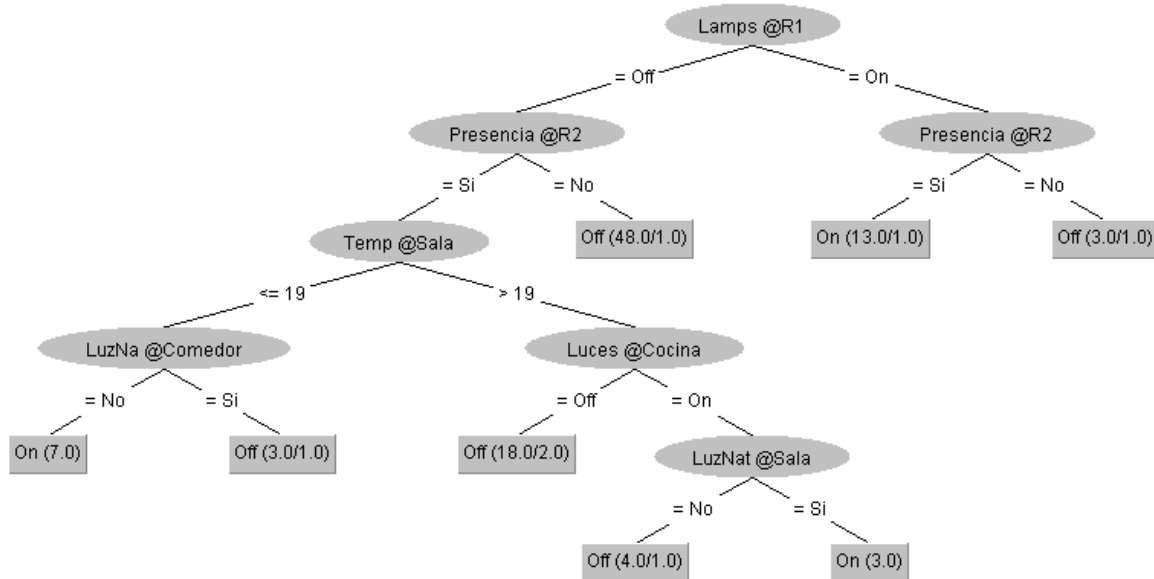 Lamps @R1
= Off
= On
Presencia @R2
Presencia @R2
= Si
= No
= Si
= No
Temp @Sala
Off (48.0/1.0)
On (13.0/1.0)
Off (3.0/1.0)
<= 19
> 19
LuzNa @Comedor
Luces @Cocina
= No
= Si
= Off
= On
On (7.0)
Off (3.0/1.0)
Off (18.0/2.0)
LuzNat @Sala
= No
= Si
Off (4.0/1.0)
On (3.0)